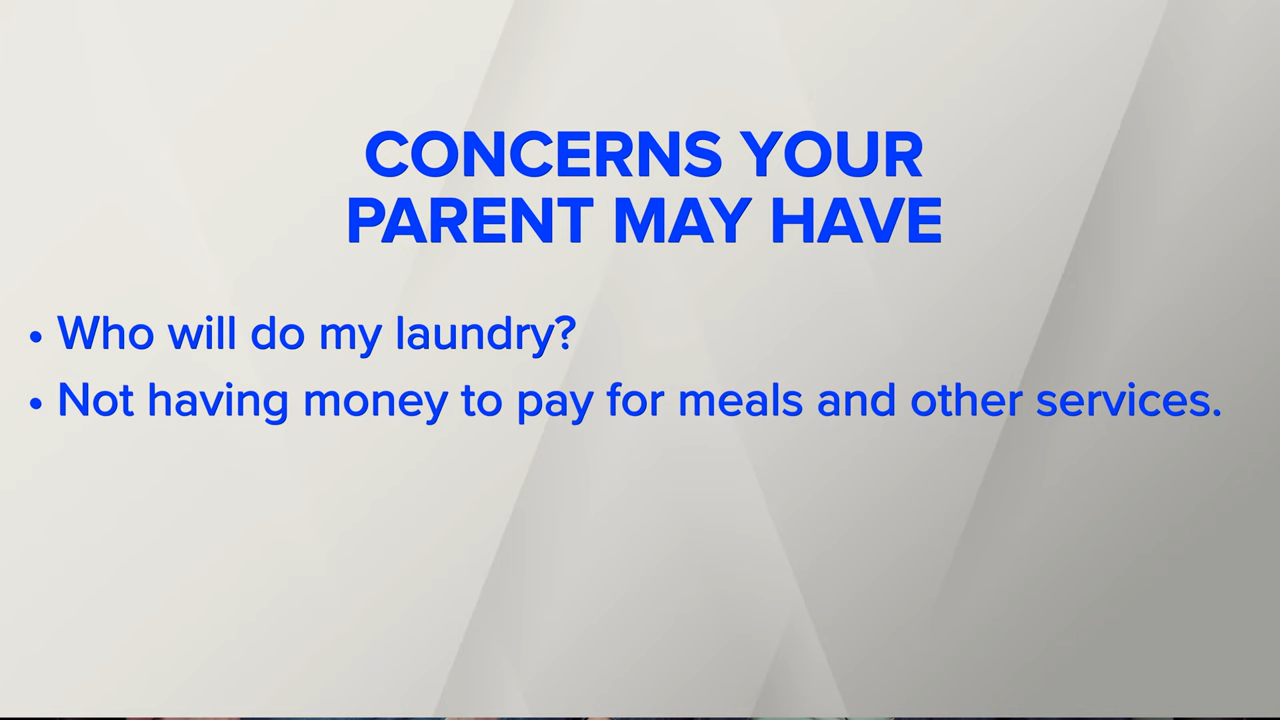 CONCERNS YOUR
PARENT MAY HAVE
• Who will do my laundry?
• Not having money to pay for meals and other services.